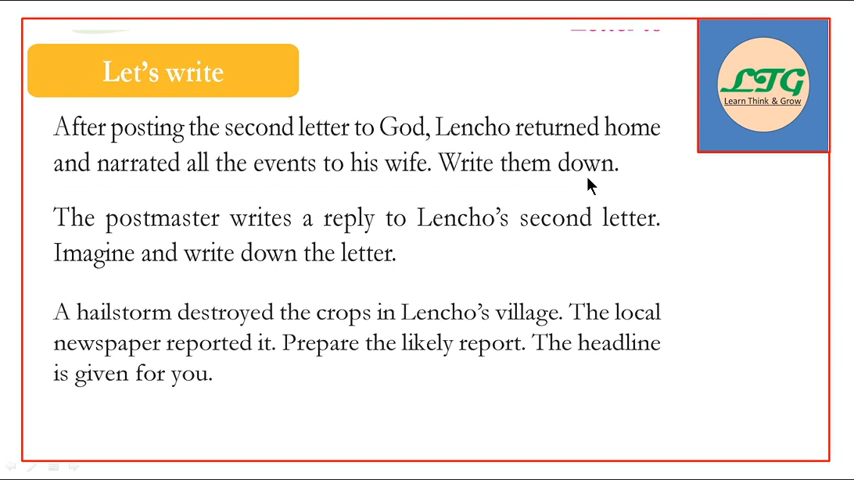 Let's write
LTG
Learn Think & Grow
After posting the second letter to God, Lencho returned home
and narrated all the events to his wife. Write them down.
The postmaster writes a reply to Lencho's second letter.
Imagine and write down the letter.
A hailstorm destroyed the crops in Lencho's village. The local
newspaper reported it. Prepare the likely report. The headline
is given for you.